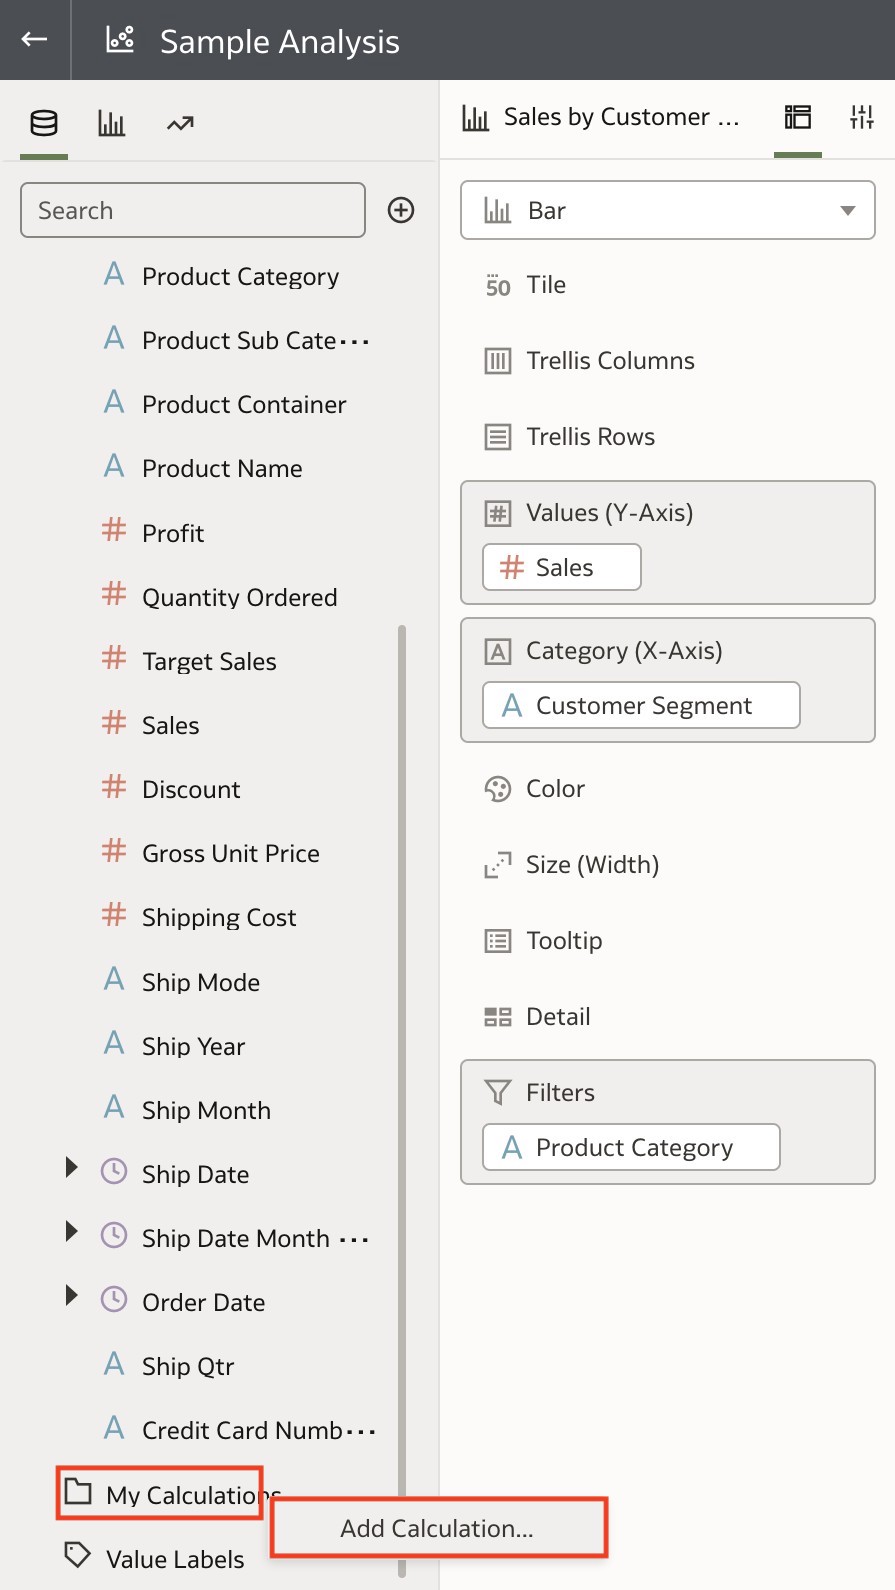 Sample Analysis
Search
Product Category
Product Sub Cate...
Product Container
Product Name
Profit
Quantity Ordered
Target Sales
Sales
Discount
Gross Unit Price
Shipping Cost
Ship Mode
Ship Year
Ship Month
Ship Date
Ship Date Month ...
Order Date
Ship Qtr
Credit Card Numb...
My Calculations
Value Labels
Add Calculation...
Sales by Customer ...
Bar
50 Tile
Trellis Columns
Trellis Rows
# Values (Y-Axis)
# Sales
A Category (X-Axis)
A Customer Segment
Color
Size (Width)
Tooltip
Detail
Filters
A Product Category